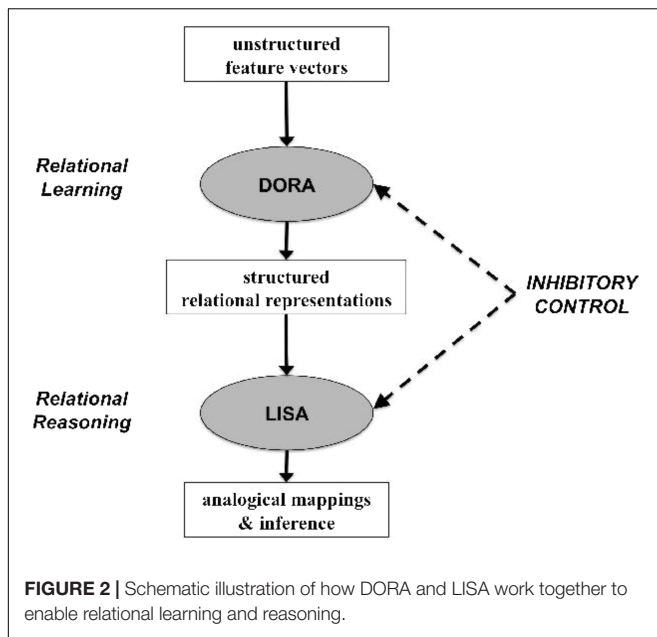 unstructured
feature vectors
Relational
Learning
DORA
structured
relational representations
INHIBITORY
CONTROL
Relational
Reasoning
LISA
analogical mappings
& inference
FIGURE 2 | Schematic illustration of how DORA and LISA work together to
enable relational learning and reasoning.